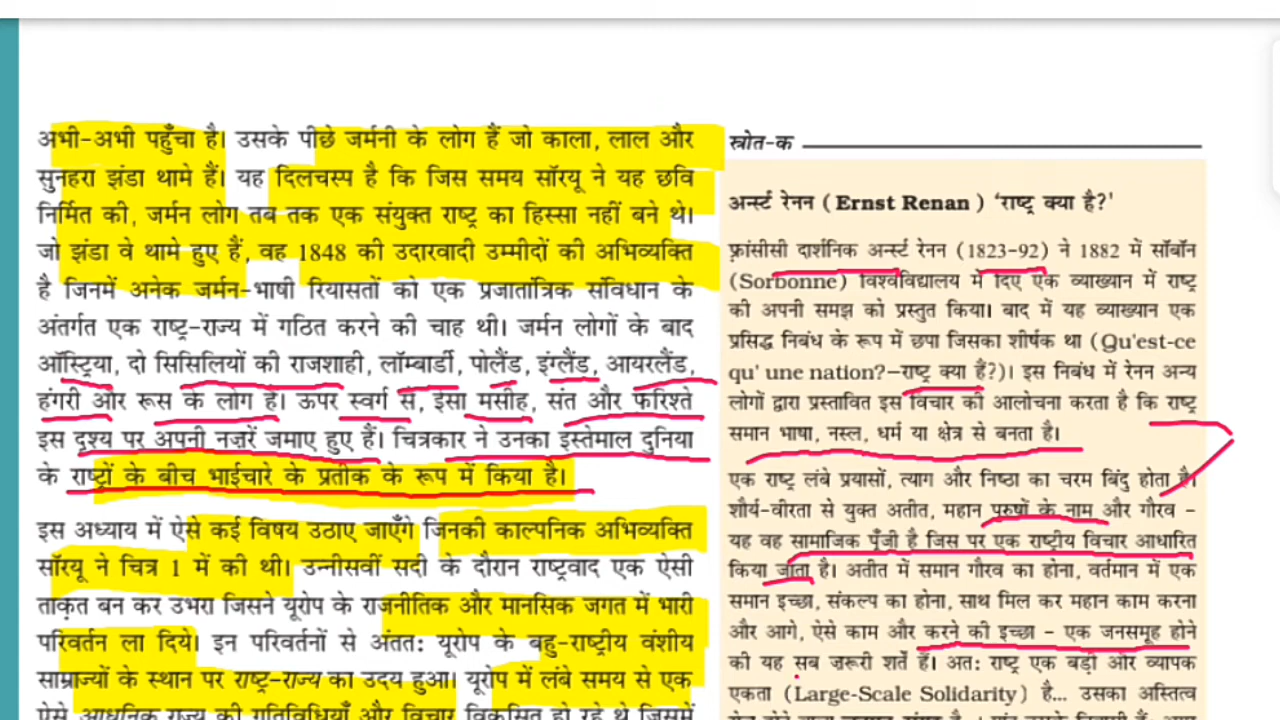 अभी-अभी पहुँचा है। उसके पीछे जर्मनी के लोग हैं जो काला, लाल और
सुनहरा झंडा थामे हैं। यह दिलचस्प है कि जिस समय सॉरयू ने यह छवि
निर्मित की, जर्मन लोग तब तक एक संयुक्त राष्ट्र का हिस्सा नहीं बने थे।
जो झंडा वे थामे हुए हैं, वह 1848 की उदारवादी उम्मीदों की अभिव्यक्ति
है जिनमें अनेक जर्मन-भाषी रियासतों को एक प्रजातांत्रिक संविधान के
अंतर्गत एक राष्ट्र-राज्य में गठित करने की चाह थी। जर्मन लोगों के बाद
ऑस्ट्रिया, दो सिसिलियों की राजशाही, लॉम्बार्डी, पोलैंड, इंग्लैंड, आयरलैंड,
हंगरी और रूस के लोग हैं। ऊपर स्वर्ग से, ईसा मसीह, संत और फरिश्ते
इस दृश्य पर अपनी नज़रें जमाए हुए हैं। चित्रकार ने उनका इस्तेमाल दुनिया
के राष्ट्रों के बीच भाईचारे के प्रतीक के रूप में किया है।
इस अध्याय में ऐसे कई विषय उठाए जाएँगे जिनकी काल्पनिक अभिव्यक्ति
सॉरयू ने चित्र 1 में की थी। उन्नीसवीं सदी के दौरान राष्ट्रवाद एक ऐसी
ताक़त बन कर उभरा जिसने यूरोप के राजनीतिक और मानसिक जगत में भारी
परिवर्तन ला दिये। इन परिवर्तनों से अंतत: यूरोप के बहु-राष्ट्रीय वंशीय
साम्राज्यों के स्थान पर राष्ट्र-राज्य का उदय हुआ। यूरोप में लंबे समय से एक
ऐसे आधुनिक राज्य की गतिविधियाँ और विचार विकसित हो रहे थे जिसमें
स्रोत-क
अर्न्स्ट रेनन (Ernst Renan) 'राष्ट्र क्या है?'
फ़्रांसीसी दार्शनिक अर्न्स्ट रेनन (1823-92) ने 1882 में सॉबॉन
(Sorbonne) विश्वविद्यालय में दिए एक व्याख्यान में राष्ट्र
की अपनी समझ को प्रस्तुत किया। बाद में यह व्याख्यान एक
प्रसिद्ध निबंध के रूप में छपा जिसका शीर्षक था (Qu'est-ce
qu' une nation?–राष्ट्र क्या है?)। इस निबंध में रेनन अन्य
लोगों द्वारा प्रस्तावित इस विचार की आलोचना करता है कि राष्ट्र
समान भाषा, नस्ल, धर्म या क्षेत्र से बनता है।
एक राष्ट्र लंबे प्रयासों, त्याग और निष्ठा का चरम बिंदु होता है।
शौर्य-वीरता से युक्त अतीत, महान पुरुषों के नाम और गौरव –
यह वह सामाजिक पूँजी है जिस पर एक राष्ट्रीय विचार आधारित
किया जाता है। अतीत में समान गौरव का होना, वर्तमान में एक
समान इच्छा, संकल्प का होना, साथ मिल कर महान काम करना
और आगे, ऐसे काम और करने की इच्छा – एक जनसमूह होने
की यह सब ज़रूरी शर्तें हैं। अत: राष्ट्र एक बड़ी और व्यापक
एकता (Large-Scale Solidarity) है... उसका अस्तित्व